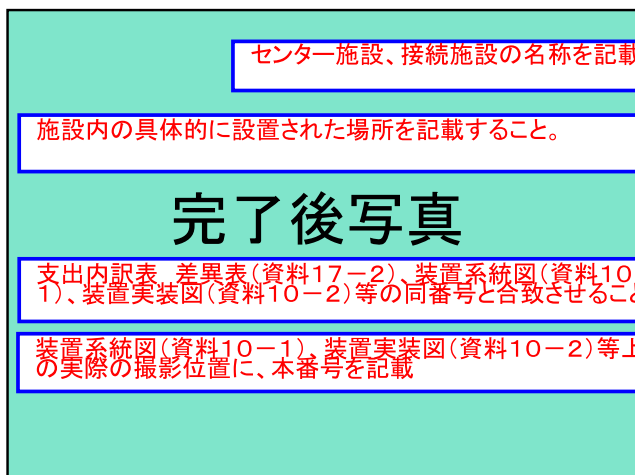 センター施設、接続施設の名称を記載
施設内の具体的に設置された場所を記載すること。
完了後写真
支出内訳表、差異表（資料１７－２）、装置系統図（資料１０
１）、装置実装図（資料１０－２）等の同番号と合致させること
装置系統図（資料１０－１）、装置実装図（資料１０－２）等上
の実際の撮影位置に、本番号を記載